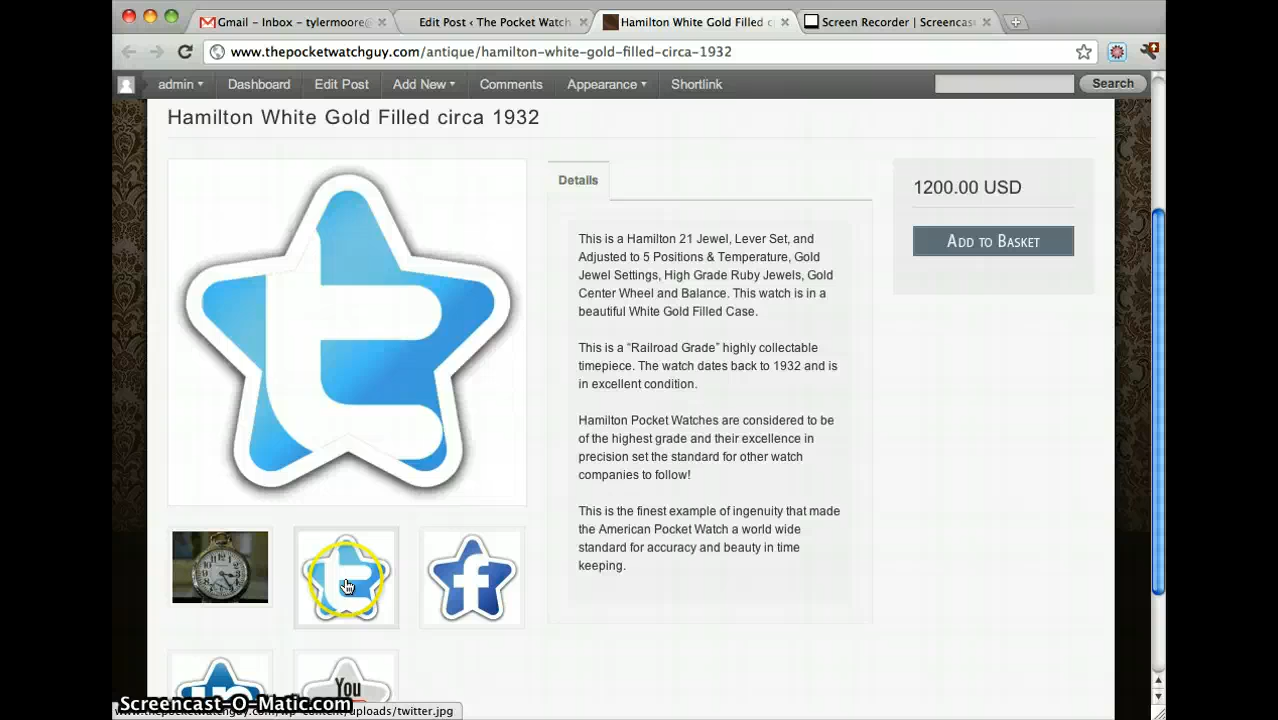 Gmail - Inbox - tylermoore@
Edit Post ‹ The Pocket Watch
Hamilton White Gold Filled c
Screen Recorder | Screencas
www.thepocketwatchguy.com/antique/hamilton-white-gold-filled-circa-1932
admin Dashboard Edit Post Add New Comments Appearance Shortlink Search
Hamilton White Gold Filled circa 1932
Details
1200.00 USD
Add to Basket
This is a Hamilton 21 Jewel, Lever Set, and
Adjusted to 5 Positions & Temperature, Gold
Jewel Settings, High Grade Ruby Jewels, Gold
Center Wheel and Balance. This watch is in a
beautiful White Gold Filled Case.
This is a “Railroad Grade” highly collectable
timepiece. The watch dates back to 1932 and is
in excellent condition.
Hamilton Pocket Watches are considered to be
of the highest grade and their excellence in
precision set the standard for other watch
companies to follow!
This is the finest example of ingenuity that made
the American Pocket Watch a world wide
standard for accuracy and beauty in time
keeping.
You
Screencast-O-Matic.com
www.thepocketwatchguy.com/wp-content/uploads/twitter.jpg